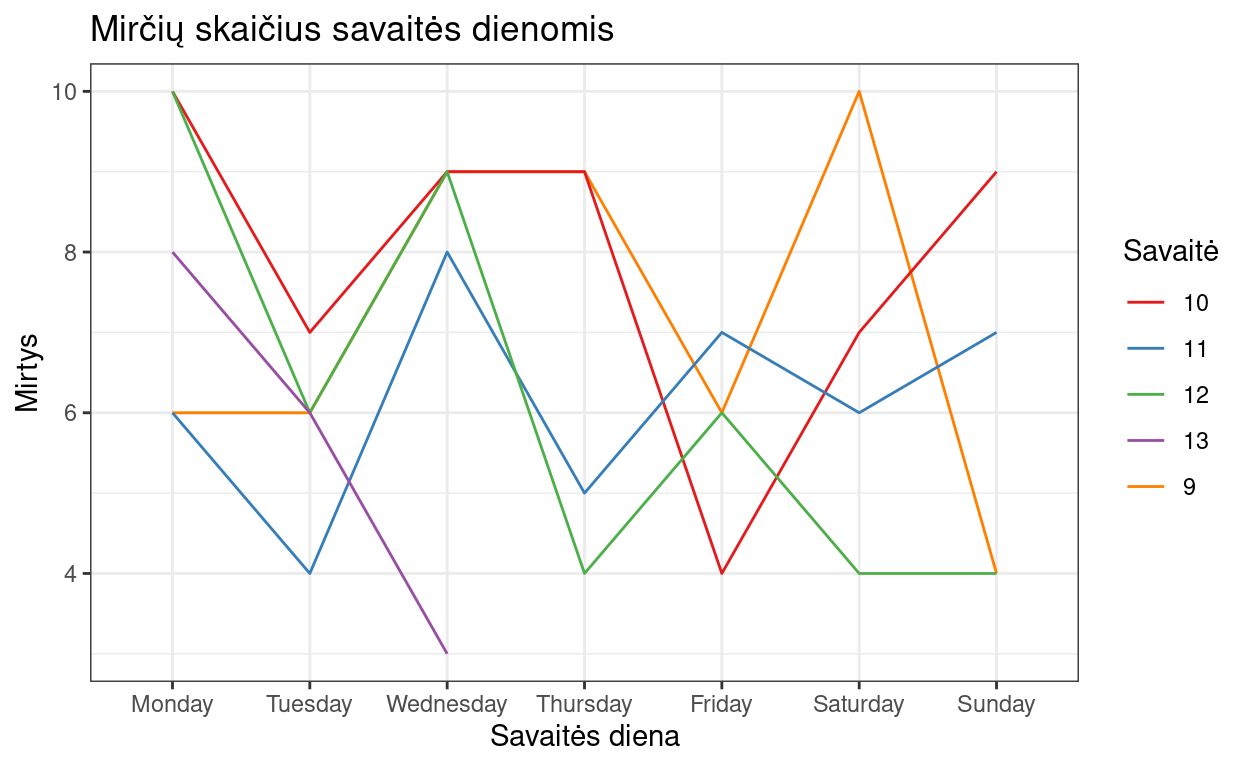 Mirčių skaičius savaitės dienomis
10
8
6
4
Mirtys
Monday Tuesday Wednesday Thursday Friday Saturday Sunday
Savaitės diena
Savaitė
10
11
12
13
9